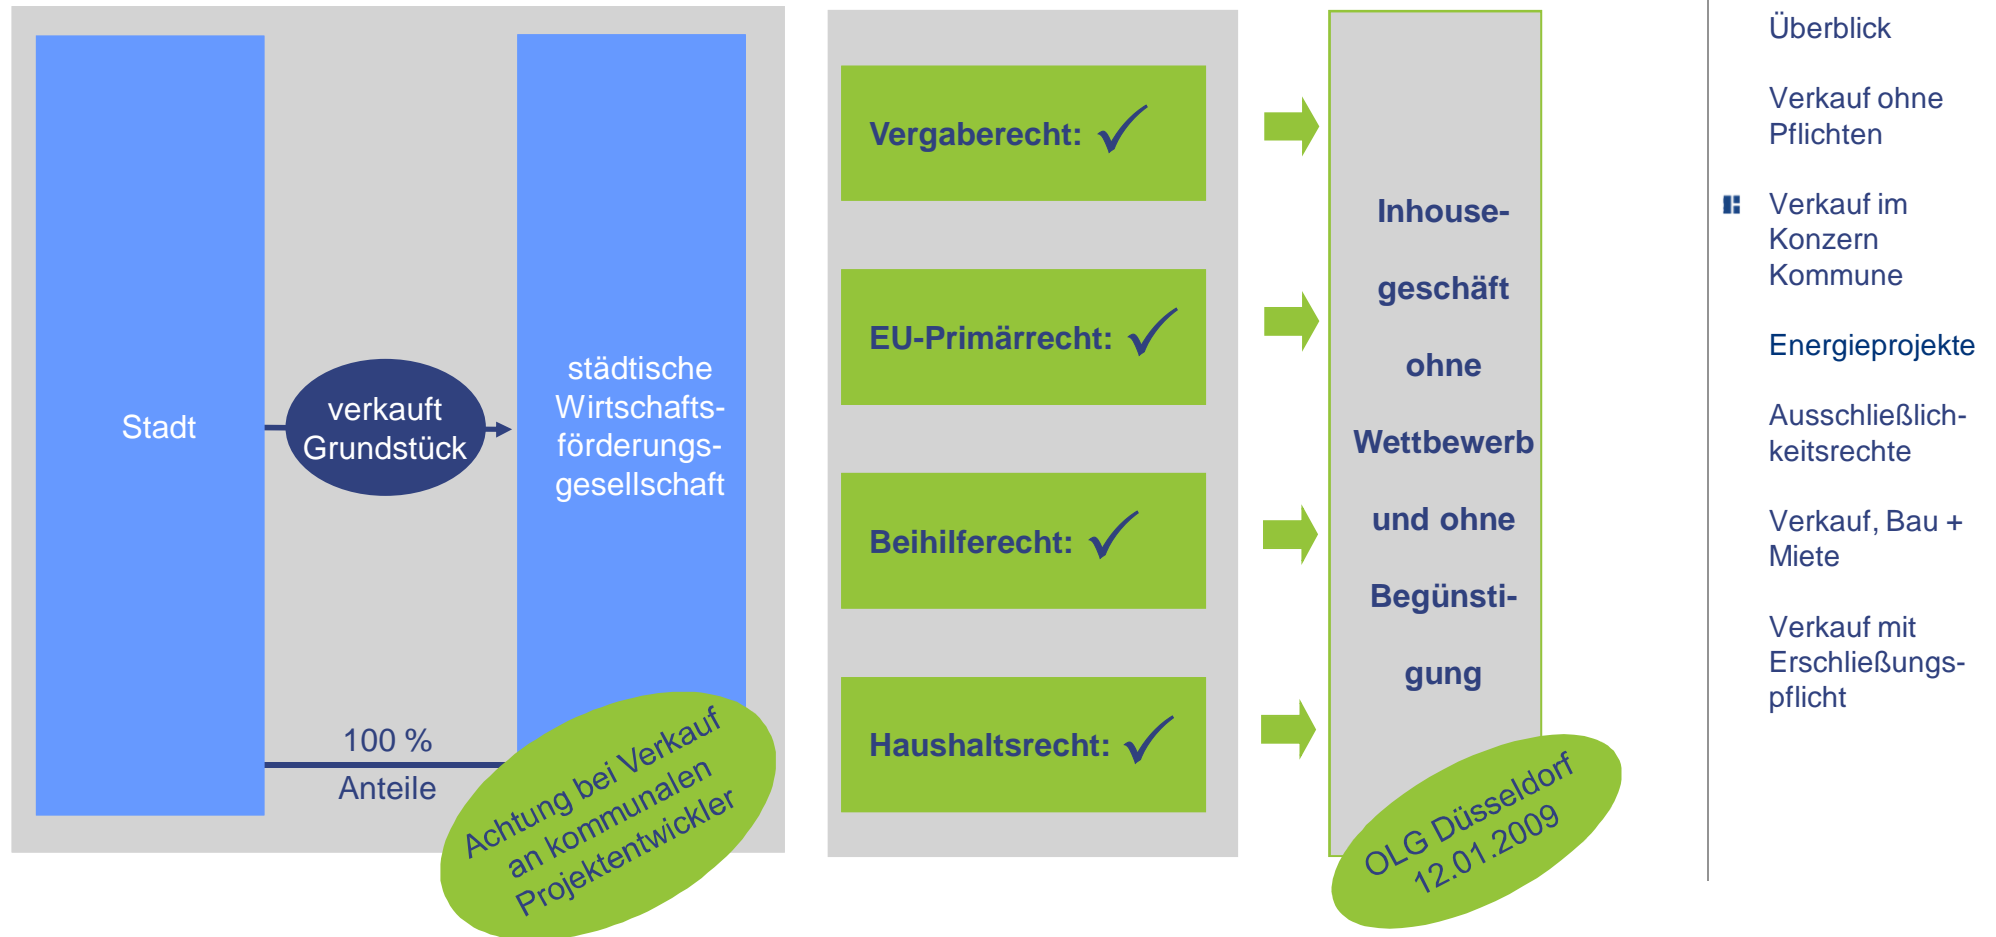 Stadt
verkauft
Grundstück
städtische
Wirtschafts-
förderungs-
gesellschaft
100 %
Anteile
Achtung bei Verkauf
an kommunalen
Projektentwickler
Vergaberecht: ✓
EU-Primärrecht: ✓
Beihilferecht: ✓
Haushaltsrecht: ✓
Inhouse-
geschäft
ohne
Wettbewerb
und ohne
Begünsti-
gung
OLG Düsseldorf
12.01.2009
Überblick
Verkauf ohne
Pflichten
Verkauf im
Konzern
Kommune
Energieprojekte
Ausschließlich-
keitsrechte
Verkauf, Bau +
Miete
Verkauf mit
Erschließungs-
pflicht